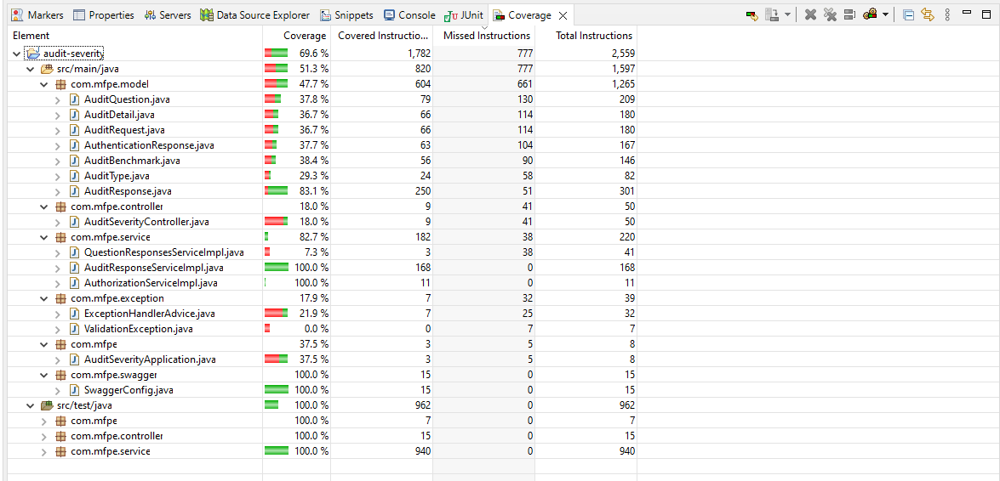 Markers Properties Servers Data Source Explorer Snippets Console JUnit Coverage
Element Coverage Covered Instructio... Missed Instructions Total Instructions
audit-severity 69.6 % 1,782 777 2,559
src/main/java 51.3 % 820 777 1,597
com.mfpe.model 47.7 % 604 661 1,265
AuditQuestion.java 37.8 % 79 130 209
AuditDetail.java 36.7 % 66 114 180
AuditRequest.java 36.7 % 66 114 180
AuthenticationResponse.java 37.7 % 63 104 167
AuditBenchmark.java 38.4 % 56 90 146
AuditType.java 29.3 % 24 58 82
AuditResponse.java 83.1 % 250 51 301
com.mfpe.controller 18.0 % 9 41 50
AuditSeverityController.java 18.0 % 9 41 50
com.mfpe.service 82.7 % 182 38 220
QuestionResponsesServiceImpl.java 7.3 % 3 38 41
AuditResponseServiceImpl.java 100.0 % 168 0 168
AuthorizationServiceImpl.java 100.0 % 11 0 11
com.mfpe.exception 17.9 % 7 32 39
ExceptionHandlerAdvice.java 21.9 % 7 25 32
ValidationException.java 0.0 % 0 7 7
com.mfpe 37.5 % 3 5 8
AuditSeverityApplication.java 37.5 % 3 5 8
com.mfpe.swagger 100.0 % 15 0 15
SwaggerConfig.java 100.0 % 15 0 15
src/test/java 100.0 % 962 0 962
com.mfpe 100.0 % 7 0 7
com.mfpe.controller 100.0 % 15 0 15
com.mfpe.service 100.0 % 940 0 940